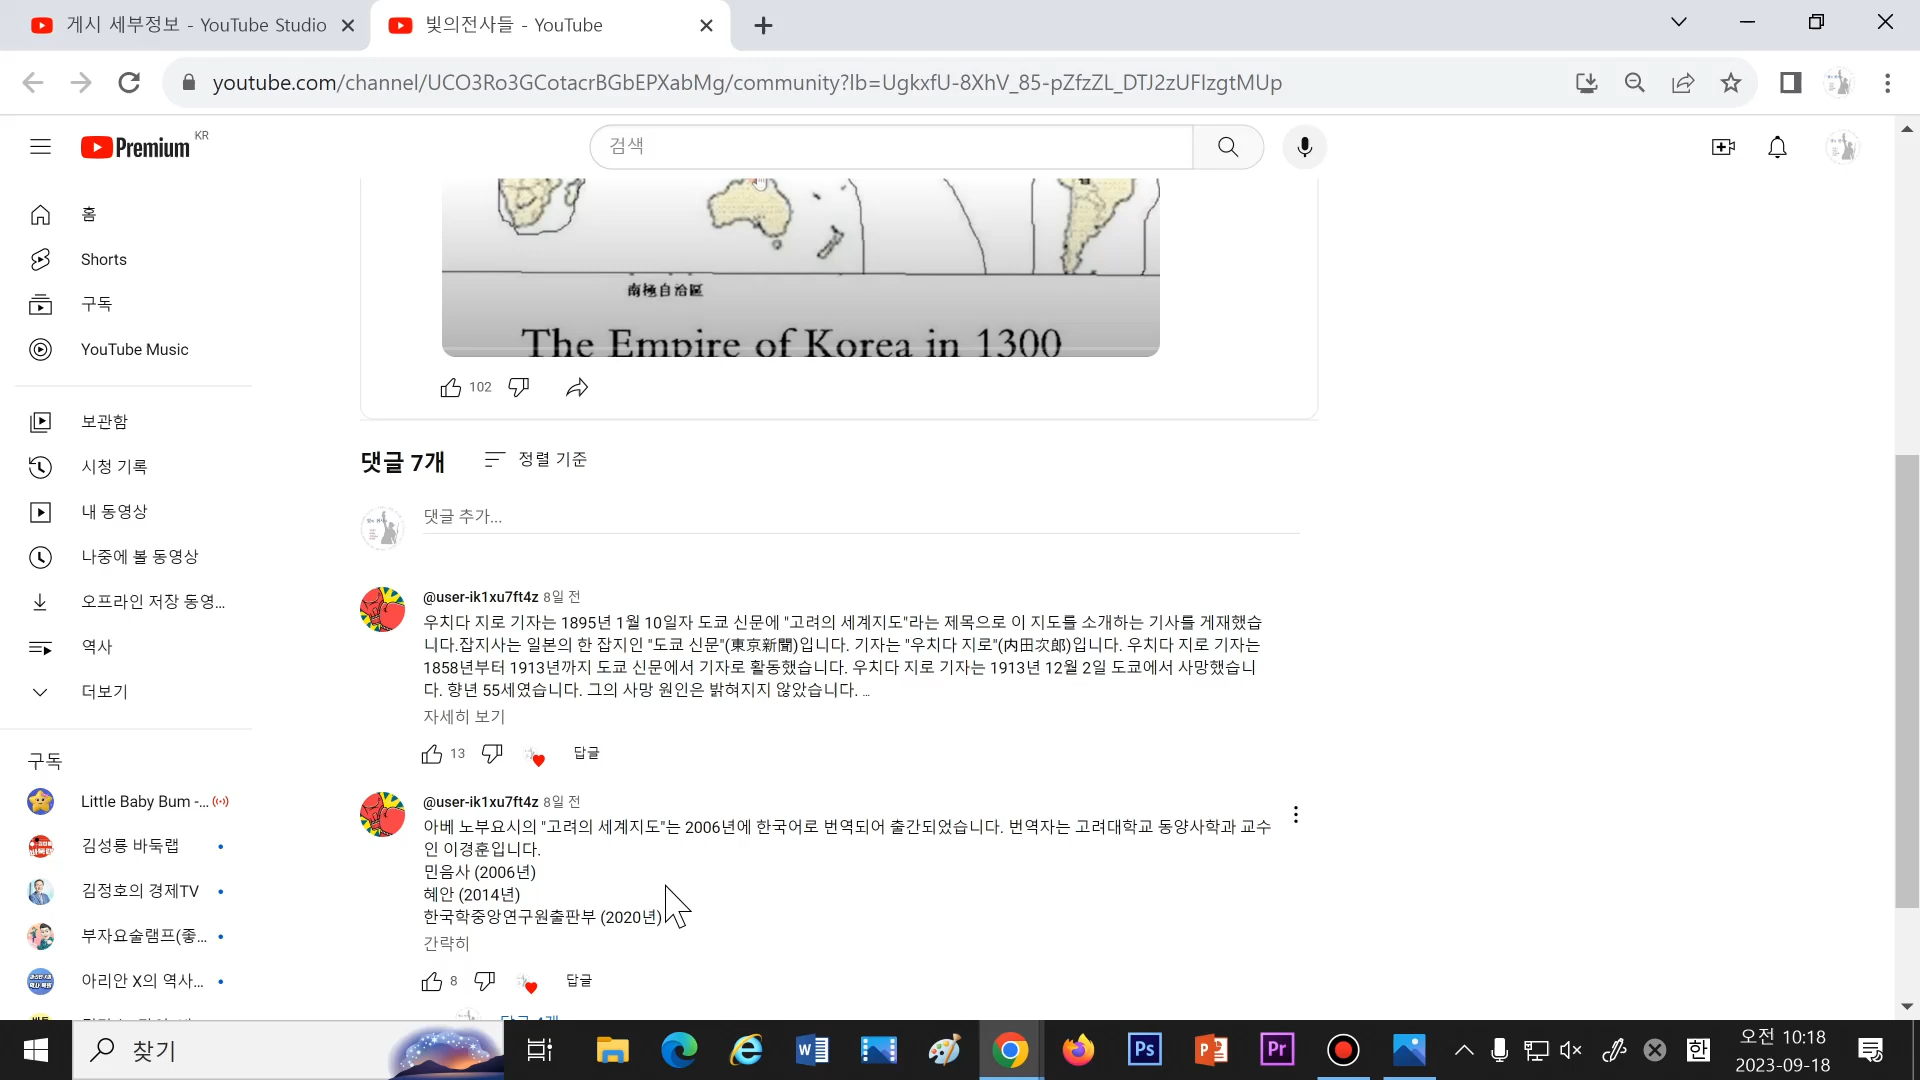 게시 세부정보 - YouTube Studio
빛의전사들 - YouTube
youtube.com/channel/UCO3Ro3GCotacrBGbEPXabMg/community?lb=UgkxfU-8XhV_85-pZfzZL_DTJ2zUFIzgtMUp
Premium KR
검색
홈
Shorts
구독
YouTube Music
보관함
시청 기록
내 동영상
나중에 볼 동영상
오프라인 저장 동영...
역사
더보기
구독
Little Baby Bum -...
김성룡 바둑랩
김정호의 경제TV
부자요술램프(좋...
아리안 X의 역사...
南極自治區
The Empire of Korea in 1300
102
댓글 7개
정렬 기준
댓글 추가...
@user-ik1xu7ft4z 8일 전
우치다 지로 기자는 1895년 1월 10일자 도쿄 신문에 "고려의 세계지도"라는 제목으로 이 지도를 소개하는 기사를 게재했습
니다.잡지사는 일본의 한 잡지인 "도쿄 신문"(東京新聞)입니다. 기자는 "우치다 지로"(内田次郎)입니다. 우치다 지로 기자는
1858년부터 1913년까지 도쿄 신문에서 기자로 활동했습니다. 우치다 지로 기자는 1913년 12월 2일 도쿄에서 사망했습니
다. 향년 55세였습니다. 그의 사망 원인은 밝혀지지 않았습니다. ...
자세히 보기
13
답글
@user-ik1xu7ft4z 8일 전
아베 노부요시의 "고려의 세계지도"는 2006년에 한국어로 번역되어 출간되었습니다. 번역자는 고려대학교 동양사학과 교수
인 이경훈입니다.
민음사 (2006년)
혜안 (2014년)
한국학중앙연구원출판부 (2020년)
간략히
8
답글
찾기
Ps
Pr
한
오전 10:18
2023-09-18